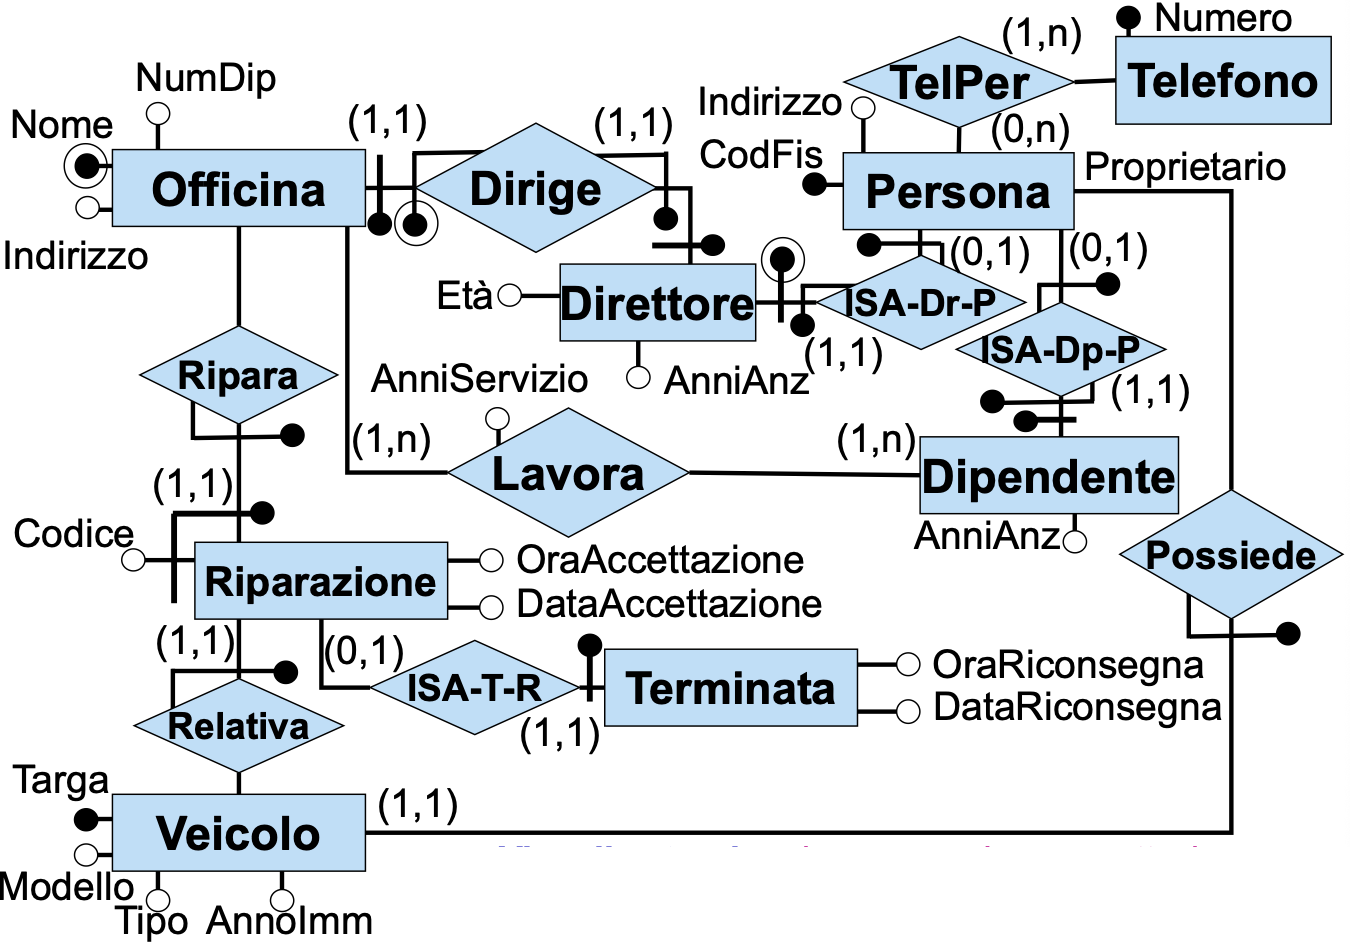 Numero
(1,n)
TelPer
Telefono
NumDip
Indirizzo
(0,n)
Nome
(1,1)
(1,1)
CodFis
Proprietario
Officina
Dirige
Persona
Indirizzo
(0,1)
(0,1)
Età
Direttore
ISA-Dr-P
(1,1)
ISA-Dp-P
Ripara
AnniServizio
AnniAnz
(1,1)
(1,n)
(1,n)
Lavora
Dipendente
(1,1)
Codice
AnniAnz
Possiede
OraAccettazione
Riparazione
DataAccettazione
(1,1)
(0,1)
OraRiconsegna
ISA-T-R
Terminata
DataRiconsegna
Relativa
(1,1)
Targa
(1,1)
Veicolo
Modello
Tipo
AnnoImm